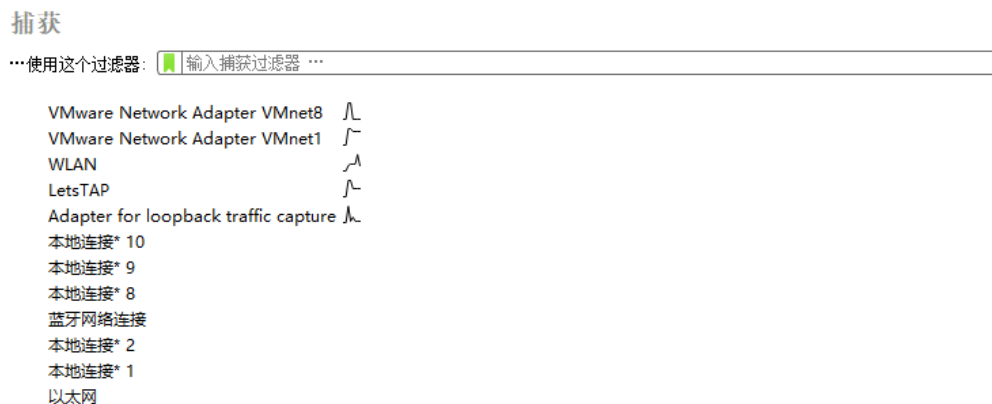 捕获
…使用这个过滤器: 输入捕获过滤器 …
VMware Network Adapter VMnet8
VMware Network Adapter VMnet1
WLAN
LetsTAP
Adapter for loopback traffic capture
本地连接* 10
本地连接* 9
本地连接* 8
蓝牙网络连接
本地连接* 2
本地连接* 1
以太网